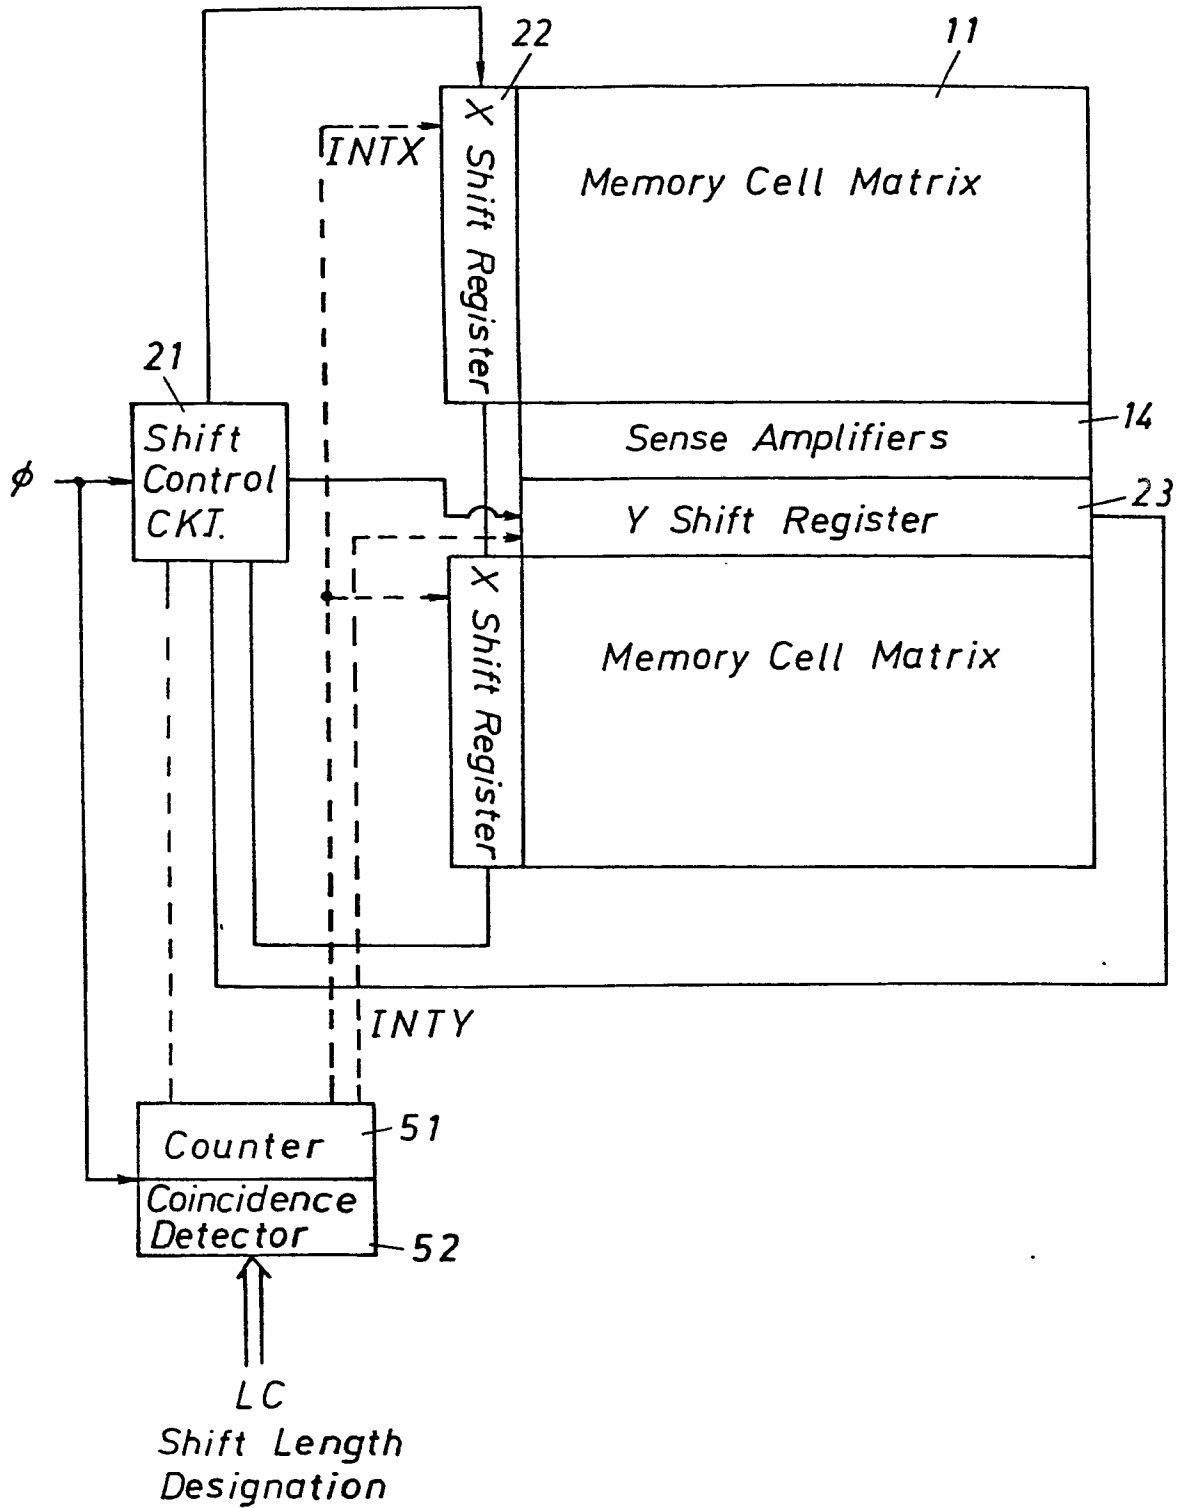 22
11
X Shift Register
INTX
Memory Cell Matrix
21
Shift
Control
CKT.
ϕ
Sense Amplifiers
14
Y Shift Register
23
X Shift Register
Memory Cell Matrix
INTY
Counter
51
Coincidence
Detector
52
LC
Shift Length
Designation